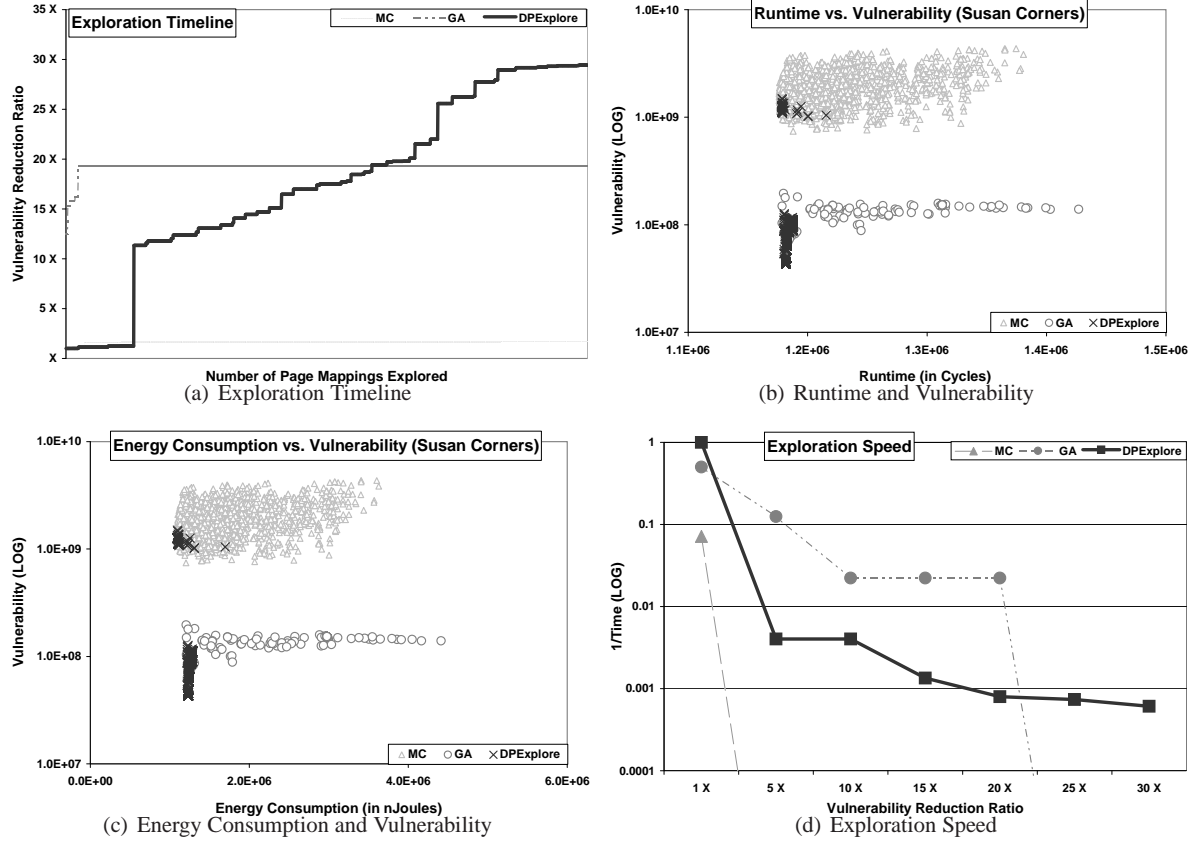 Exploration Timeline
MC GA DPExplore
35 X
30 X
25 X
20 X
15 X
10 X
5 X
X
Vulnerability Reduction Ratio
Number of Page Mappings Explored
(a) Exploration Timeline
Runtime vs. Vulnerability (Susan Corners)
1.0E+10
1.0E+09
1.0E+08
1.0E+07
Vulnerability (LOG)
MC GA DPExplore
1.1E+06 1.2E+06 1.3E+06 1.4E+06 1.5E+06
Runtime (in Cycles)
(b) Runtime and Vulnerability
Energy Consumption vs. Vulnerability (Susan Corners)
1.0E+10
1.0E+09
1.0E+08
1.0E+07
Vulnerability (LOG)
MC GA DPExplore
0.0E+00 2.0E+06 4.0E+06 6.0E+06
Energy Consumption (in nJoules)
(c) Energy Consumption and Vulnerability
Exploration Speed
MC GA DPExplore
1
0.1
0.01
0.001
0.0001
1/Time (LOG)
1 X 5 X 10 X 15 X 20 X 25 X 30 X
Vulnerability Reduction Ratio
(d) Exploration Speed